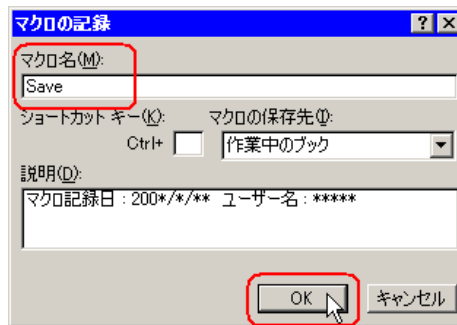 マクロの記録
マクロ名(M):
Save
ショートカット キー(K): マクロの保存先(I):
Ctrl+ 作業中のブック
説明(D):
マクロ記録日 : 200*/*/** ユーザー名 : *****
OK キャンセル